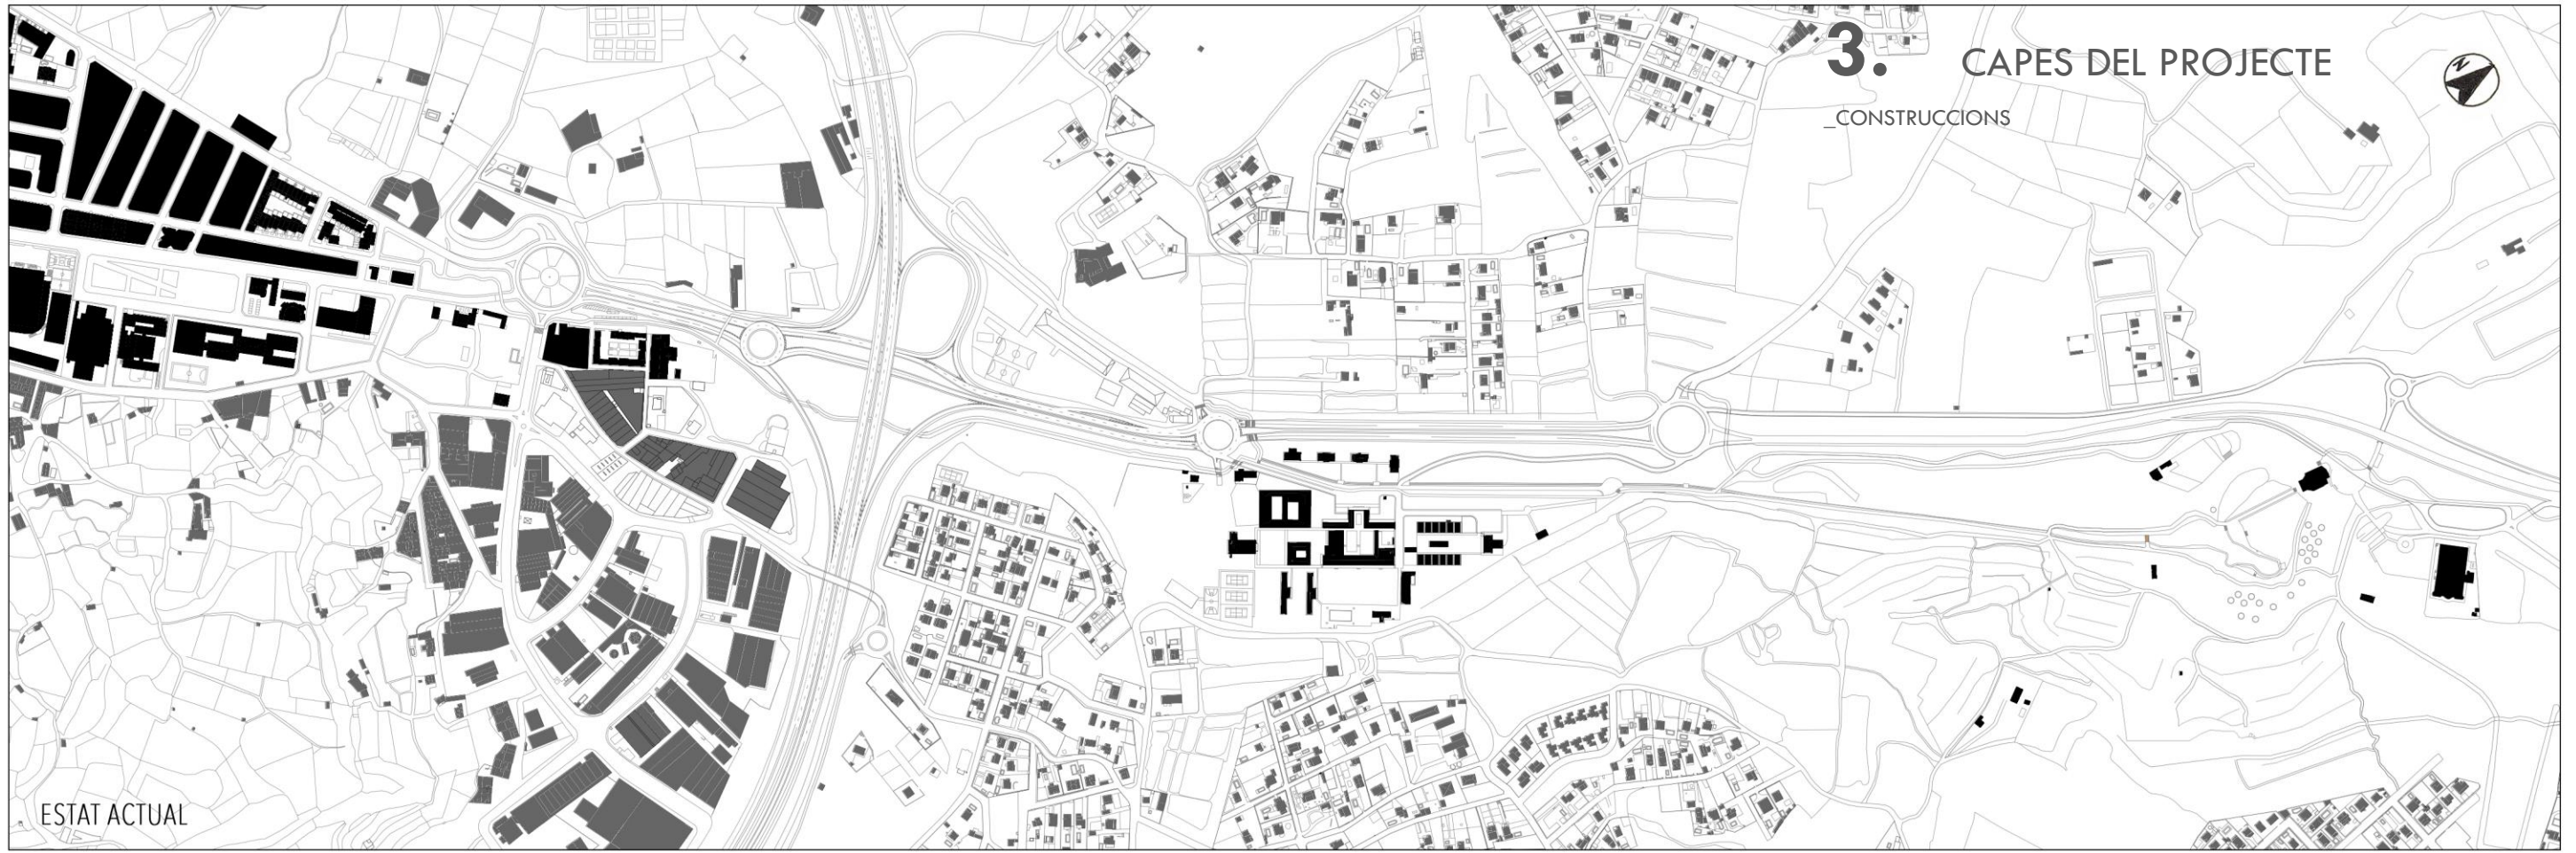 3. CAPES DEL PROJECTE
_CONSTRUCCIONS
N
ESTAT ACTUAL